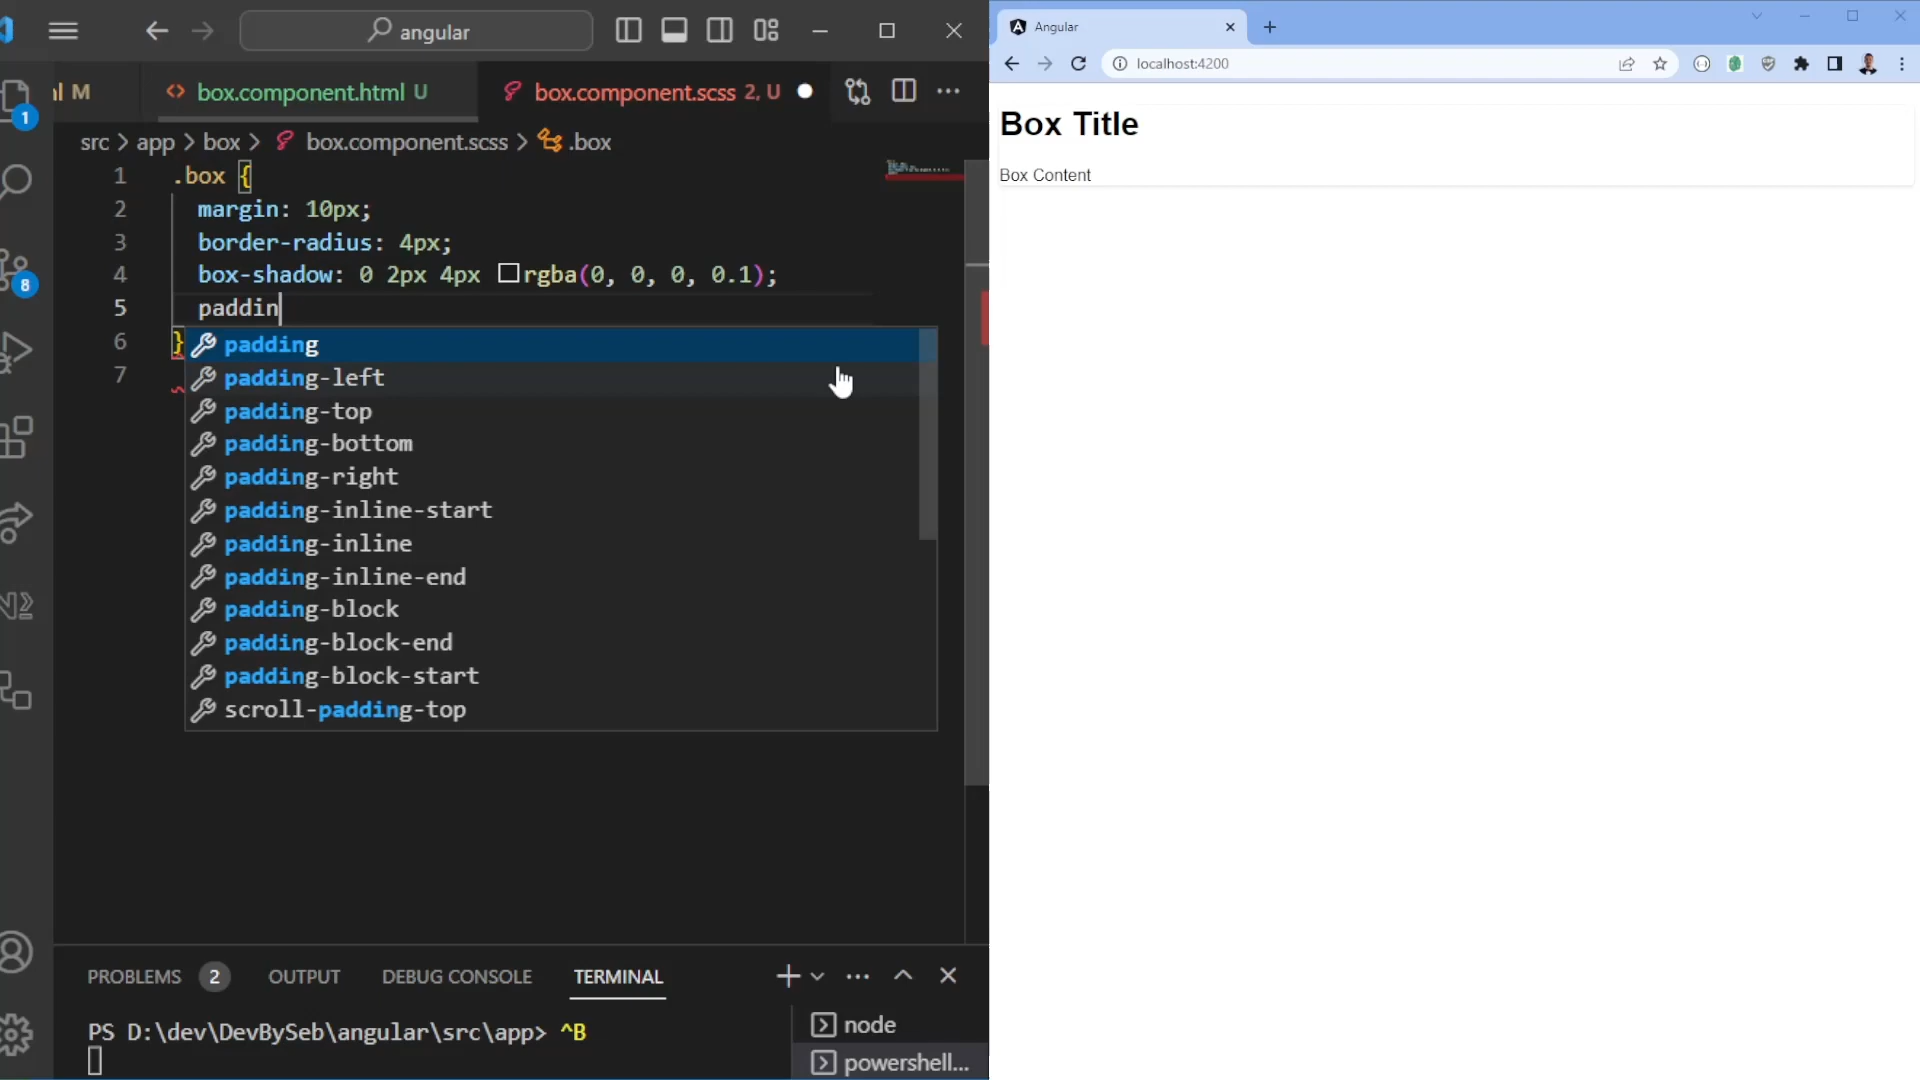 angular
l M
box.component.html U
box.component.scss 2, U
src > app > box > box.component.scss > .box
1 .box {
2 margin: 10px;
3 border-radius: 4px;
4 box-shadow: 0 2px 4px rgba(0, 0, 0, 0.1);
5 paddin
6 }
7
padding
padding-left
padding-top
padding-bottom
padding-right
padding-inline-start
padding-inline
padding-inline-end
padding-block
padding-block-end
padding-block-start
scroll-padding-top
1
8
PROBLEMS 2 OUTPUT DEBUG CONSOLE TERMINAL
PS D:\dev\DevBySeb\angular\src\app> ^B
node
powershell...
Angular
localhost:4200
Box Title
Box Content